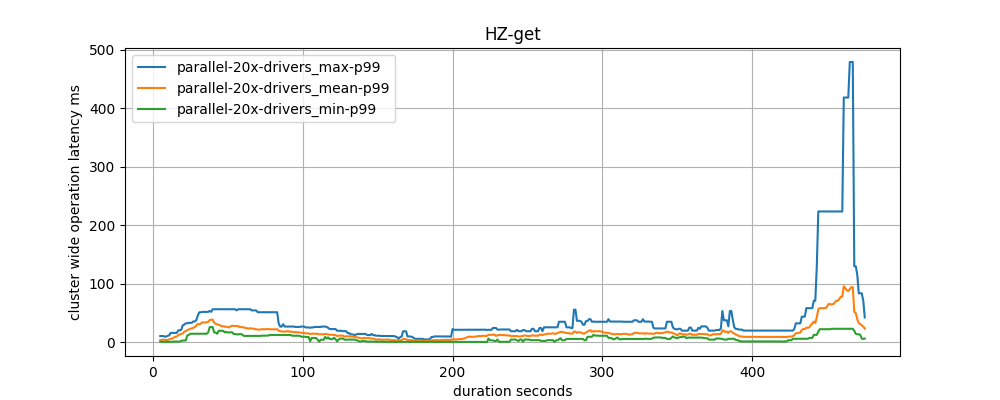 HZ-get
parallel-20x-drivers_max-p99
parallel-20x-drivers_mean-p99
parallel-20x-drivers_min-p99
cluster wide operation latency ms
500
400
300
200
100
0
0 100 200 300 400
duration seconds